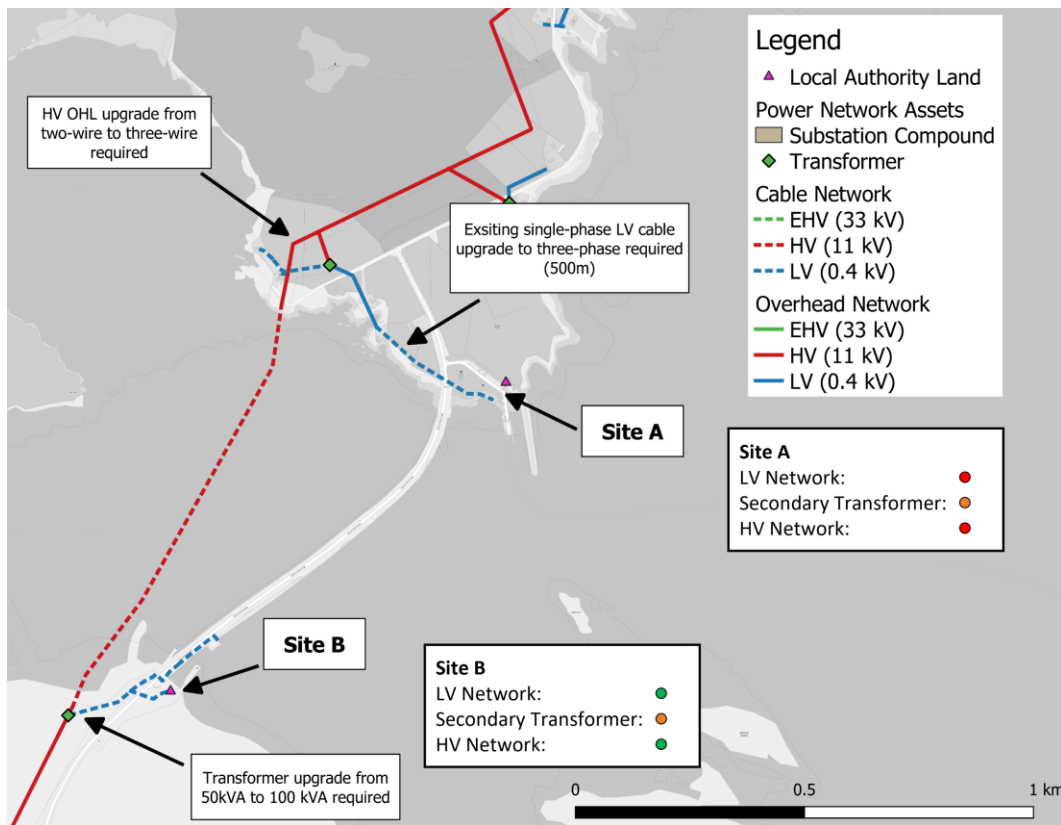 HV OHL upgrade from
two-wire to three-wire
required
Exsiting single-phase LV cable
upgrade to three-phase required
(500m)
Site A
Site B
Transformer upgrade from
50kVA to 100 kVA required
Legend
Local Authority Land
Power Network Assets
Substation Compound
Transformer
Cable Network
EHV (33 kV)
HV (11 kV)
LV (0.4 kV)
Overhead Network
EHV (33 kV)
HV (11 kV)
LV (0.4 kV)
Site A
LV Network:
Secondary Transformer:
HV Network:
Site B
LV Network:
Secondary Transformer:
HV Network:
0 0.5 1 km